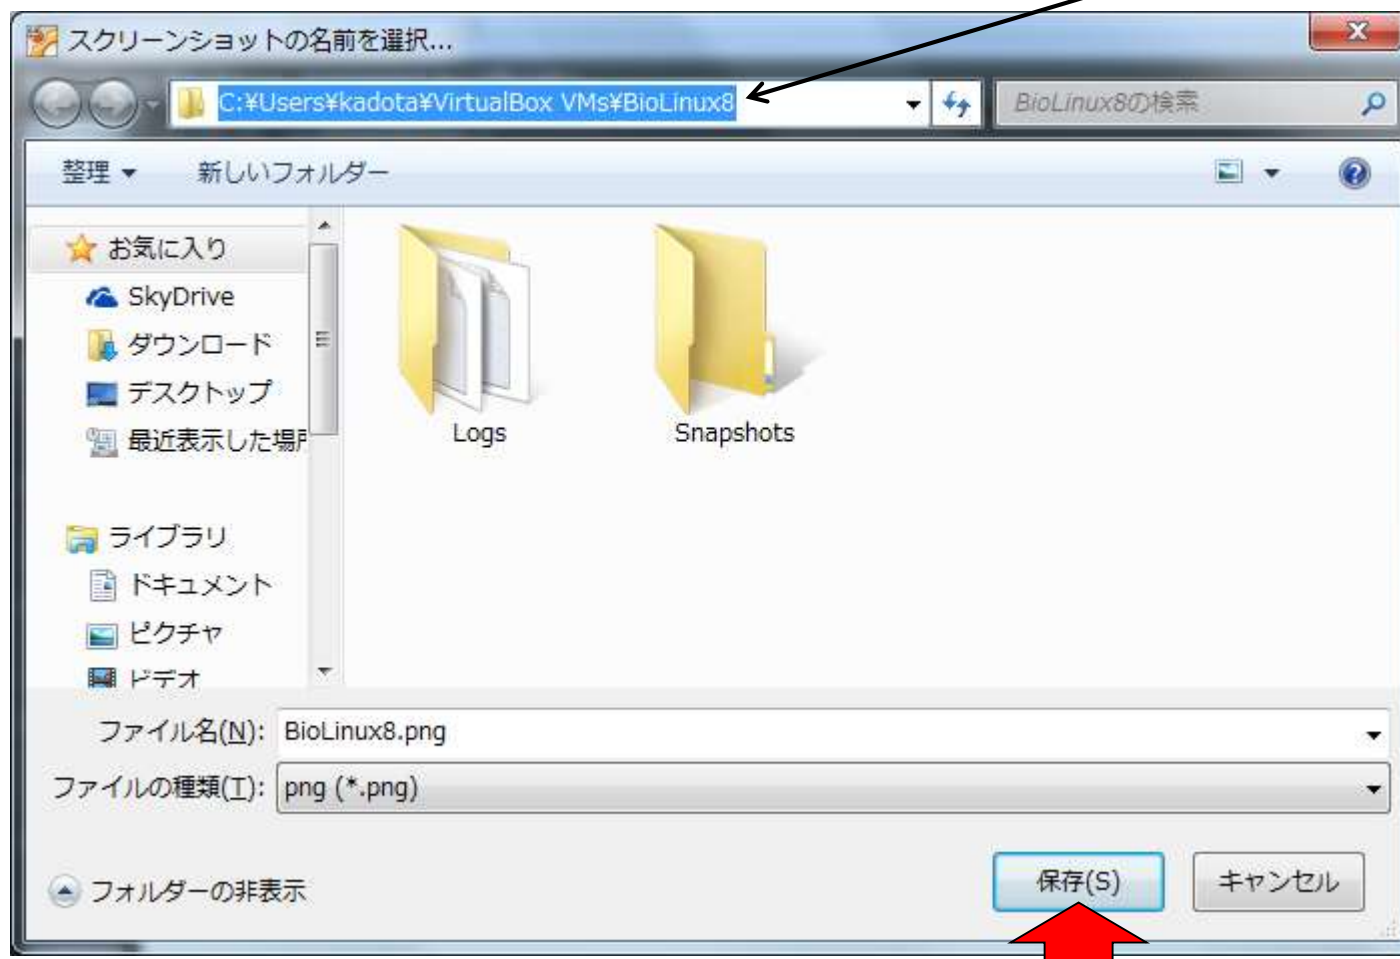 スクリーンショットの名前を選択...
C:¥Users¥kadota¥VirtualBox VMs¥BioLinux8
BioLinux8の検索
整理
新しいフォルダー
お気に入り
SkyDrive
ダウンロード
デスクトップ
最近表示した場所
ライブラリ
ドキュメント
ピクチャ
ビデオ
Logs
Snapshots
ファイル名(N): BioLinux8.png
ファイルの種類(T): png (*.png)
フォルダーの非表示
保存(S)
キャンセル